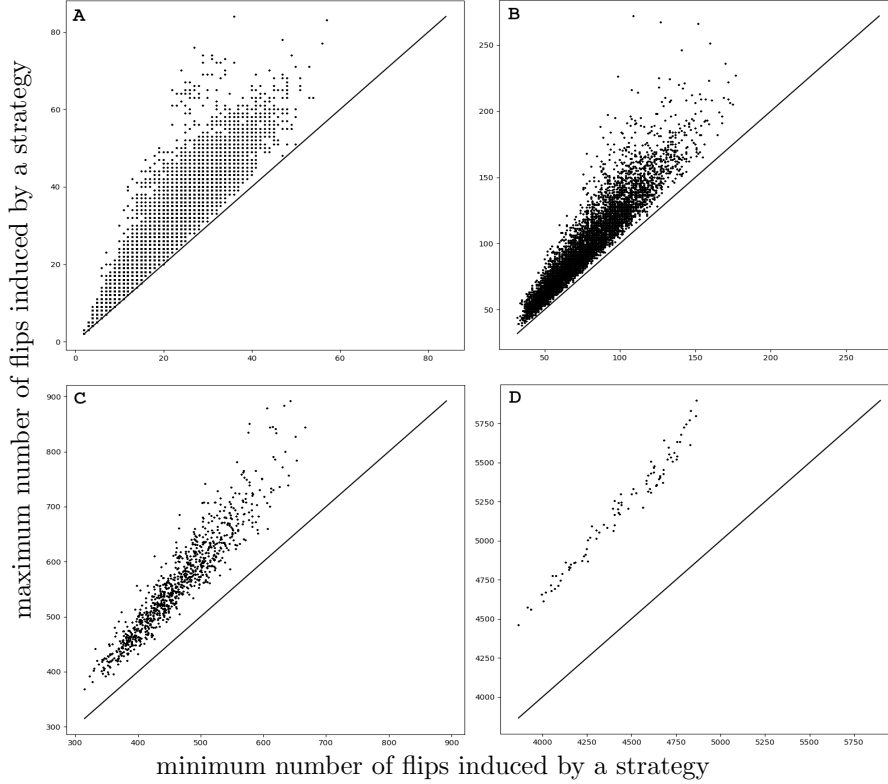 maximum number of flips induced by a strategy
A
80
60
40
20
0
0 20 40 60 80
B
250
200
150
100
50
50 100 150 200 250
C
900
800
700
600
500
400
300
300 400 500 600 700 800 900
D
5750
5500
5250
5000
4750
4500
4250
4000
4000 4250 4500 4750 5000 5250 5500 5750
minimum number of flips induced by a strategy